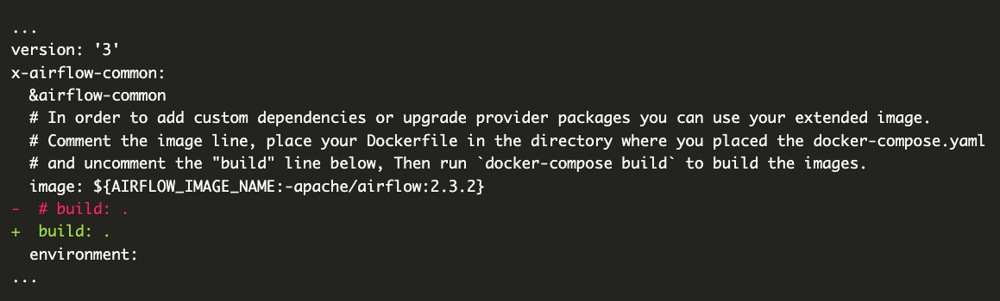 ...
version: '3'
x-airflow-common:
  &airflow-common
  # In order to add custom dependencies or upgrade provider packages you can use your extended image.
  # Comment the image line, place your Dockerfile in the directory where you placed the docker-compose.yaml
  # and uncomment the "build" line below, Then run `docker-compose build` to build the images.
  image: ${AIRFLOW_IMAGE_NAME:-apache/airflow:2.3.2}
-  # build: .
+  build: .
  environment:
...